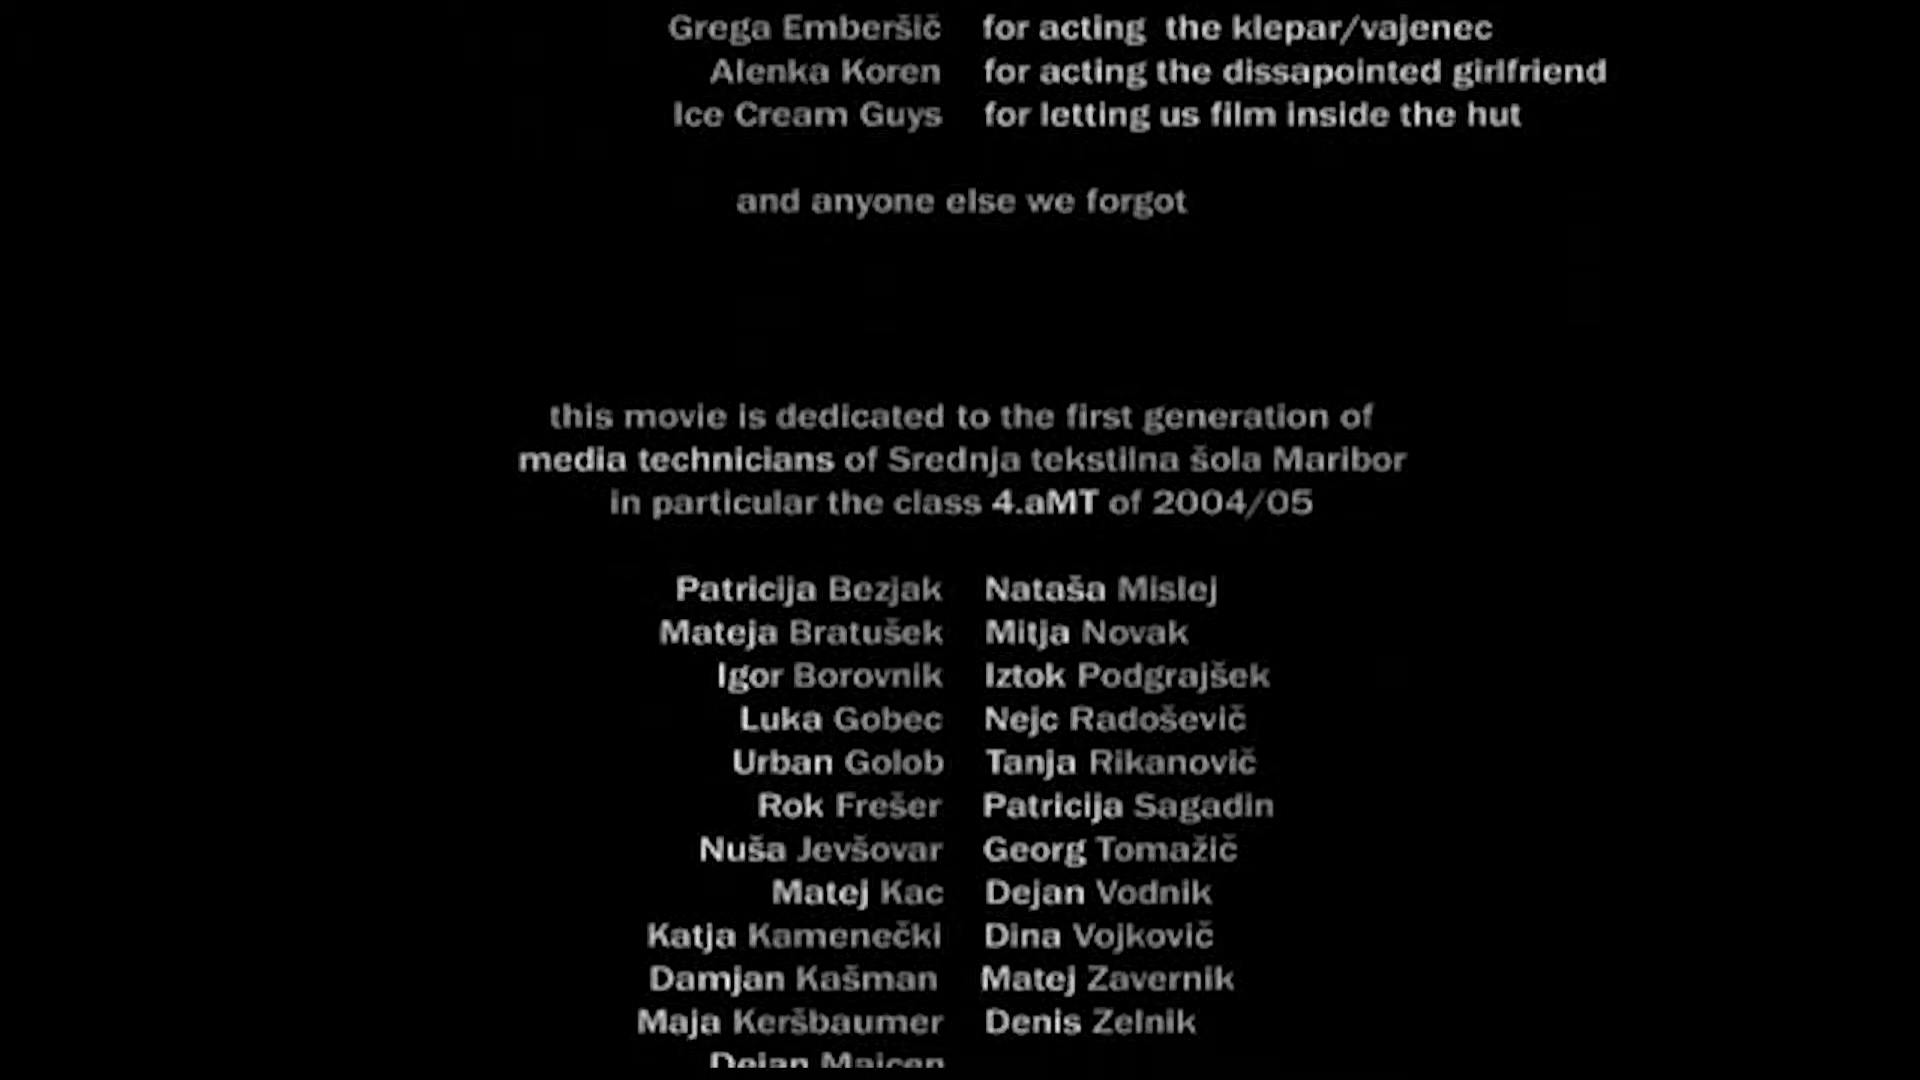 Grega Emberšič for acting the klepar/vajenec
Alenka Koren for acting the dissapointed girlfriend
Ice Cream Guys for letting us film inside the hut
and anyone else we forgot
this movie is dedicated to the first generation of
media technicians of Srednja tekstilna šola Maribor
in particular the class 4.aMT of 2004/05
Patricija Bezjak Nataša Mislej
Mateja Bratušek Mitja Novak
Igor Borovnik Iztok Podgrajšek
Luka Gobec Nejc Radoševič
Urban Golob Tanja Rikanovič
Rok Frešer Patricija Sagadin
Nuša Jevšovar Georg Tomažič
Matej Kac Dejan Vodnik
Katja Kamenečki Dina Vojkovič
Damjan Kašman Matej Zavernik
Maja Keršbaumer Denis Zelnik
Dejan Majcen